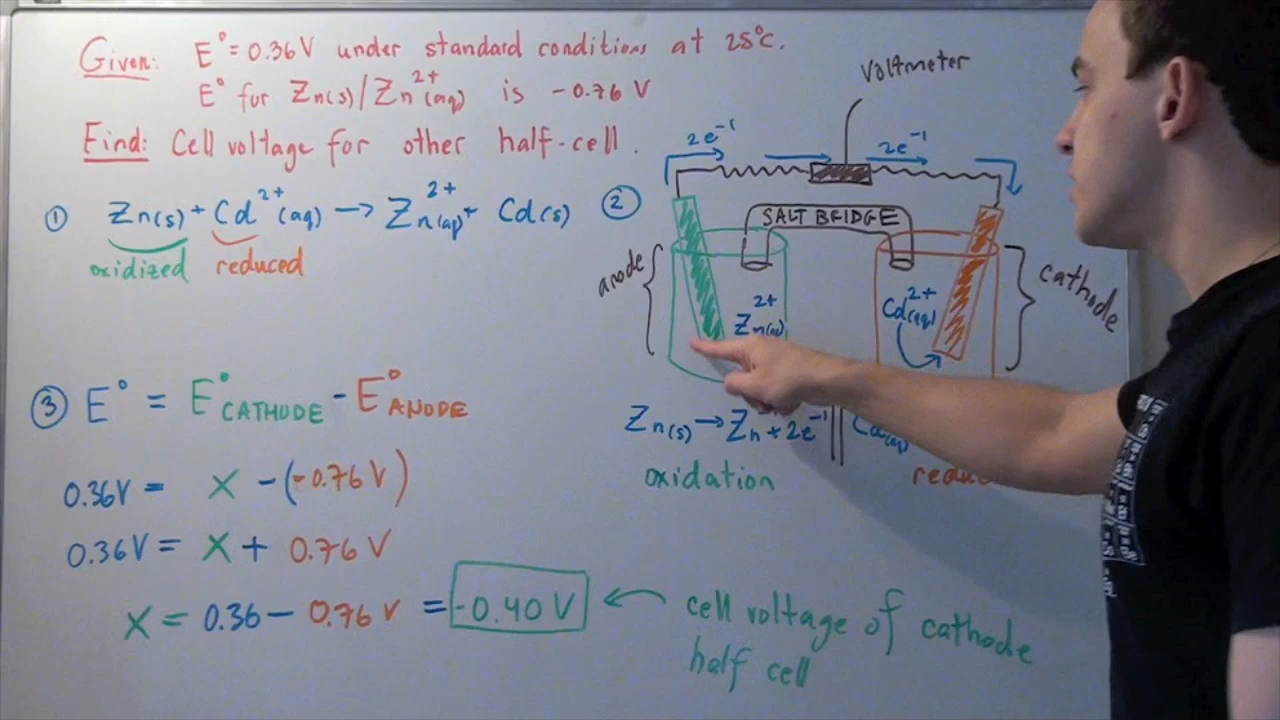 Given: E° = 0.36 V under standard conditions at 25°C.
E° for Zn(s)/Zn²⁺(aq) is -0.76 V
Find: Cell voltage for other half-cell.
① Zn(s) + Cd²⁺(aq) → Zn²⁺(aq) + Cd(s)
oxidized reduced
②
Voltmeter
2e⁻¹ 2e⁻¹
SALT BRIDGE
anode
cathode
Zn²⁺(aq)
Cd²⁺(aq)
Zn(s) → Zn + 2e⁻¹ || Cd(aq)
oxidation
③ E° = E°CATHODE - E°ANODE
0.36V = X - (-0.76 V)
0.36V = X + 0.76 V
X = 0.36 - 0.76 V = -0.40 V
cell voltage of cathode
half cell